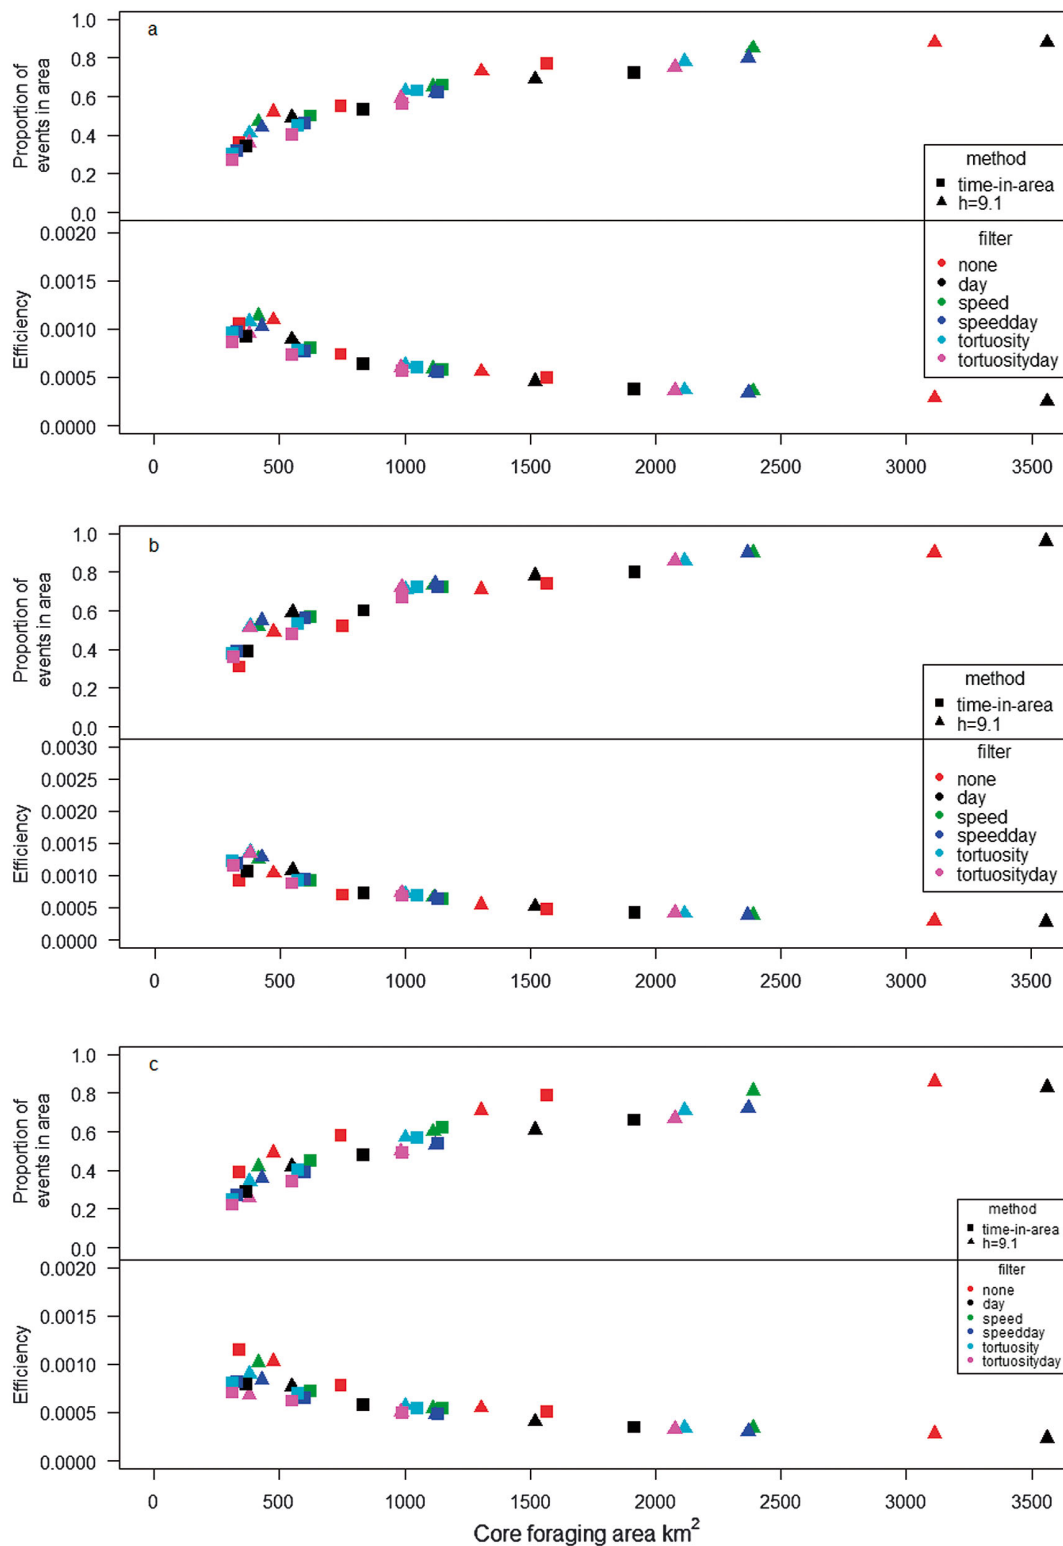 a
Proportion of
events in area
1.0
0.8
0.6
0.4
0.2
0.0
method
time-in-area
h=9.1
Efficiency
0.0020
0.0015
0.0010
0.0005
0.0000
filter
none
day
speed
speedday
tortuosity
tortuosityday
0 500 1000 1500 2000 2500 3000 3500
b
Proportion of
events in area
1.0
0.8
0.6
0.4
0.2
0.0
method
time-in-area
h=9.1
Efficiency
0.0030
0.0025
0.0020
0.0015
0.0010
0.0005
0.0000
filter
none
day
speed
speedday
tortuosity
tortuosityday
0 500 1000 1500 2000 2500 3000 3500
c
Proportion of
events in area
1.0
0.8
0.6
0.4
0.2
0.0
method
time-in-area
h=9.1
Efficiency
0.0020
0.0015
0.0010
0.0005
0.0000
filter
none
day
speed
speedday
tortuosity
tortuosityday
0 500 1000 1500 2000 2500 3000 3500
Core foraging area km²